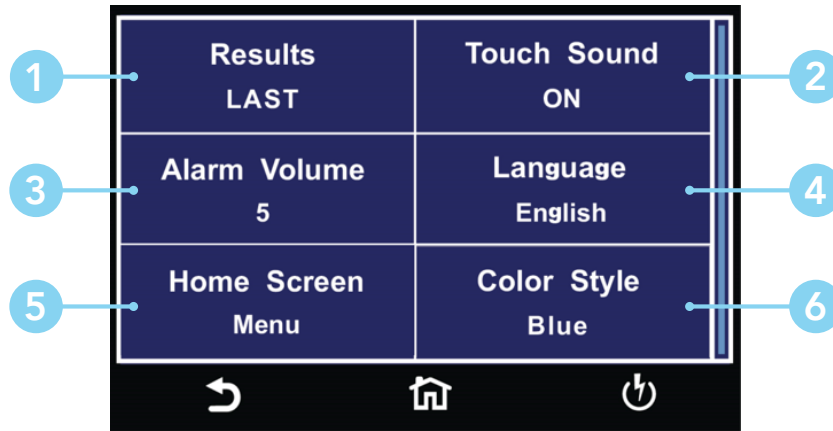 1
Results
LAST
Touch Sound
ON
2
3
Alarm Volume
5
Language
English
4
5
Home Screen
Menu
Color Style
Blue
6